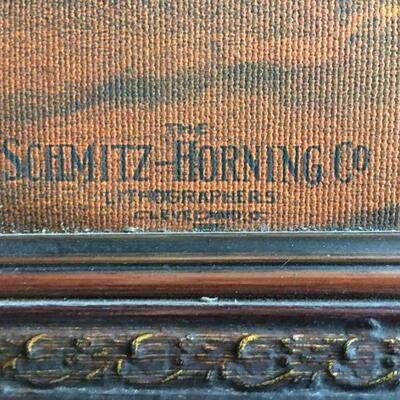 THE
SCHMITZ-HORNING CO
LITHOGRAPHERS
CLEVELAND, O.